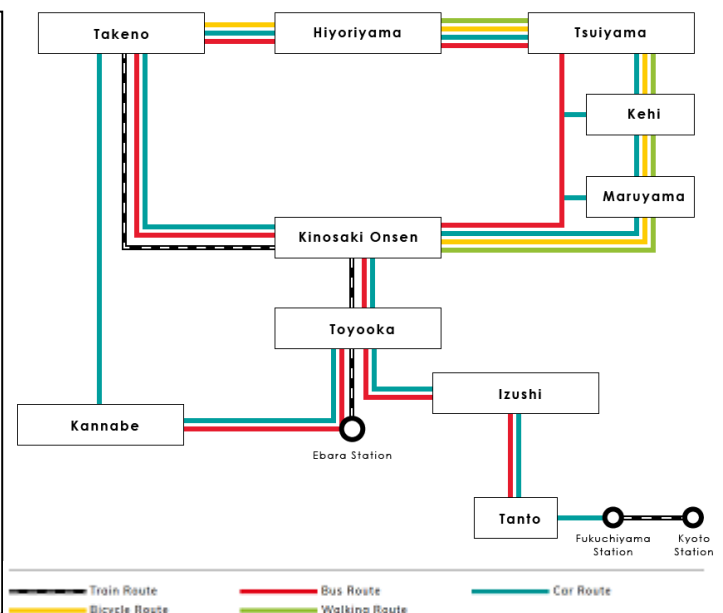 Takeno
Hiyoriyama
Tsuiyama
Kehi
Maruyama
Kinosaki Onsen
Toyooka
Izushi
Kannabe
Ebara Station
Tanto
Fukuchiyama
Station
Kyoto
Station
Train Route
Bus Route
Car Route
Bicycle Route
Walking Route